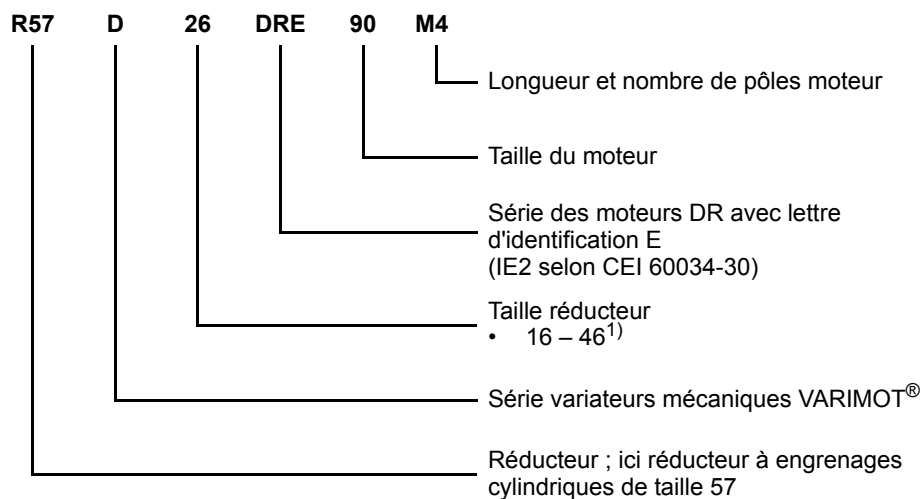 R57 D 26 DRE 90 M4
Longueur et nombre de pôles moteur
Taille du moteur
Série des moteurs DR avec lettre
d'identification E
(IE2 selon CEI 60034-30)
Taille réducteur
• 16 – 46¹⁾
Série variateurs mécaniques VARIMOT®
Réducteur ; ici réducteur à engrenages
cylindriques de taille 57